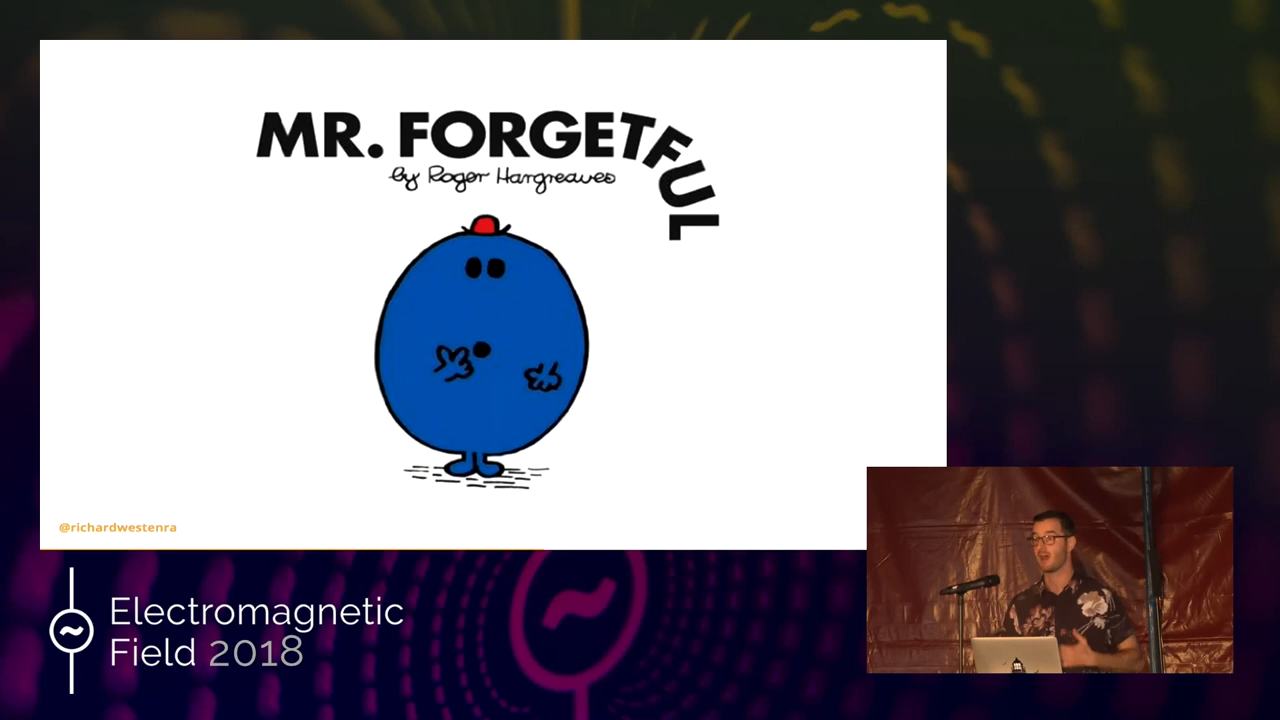 MR. FORGETFUL
by Roger Hargreaves
@richardwestenra
Electromagnetic
Field 2018